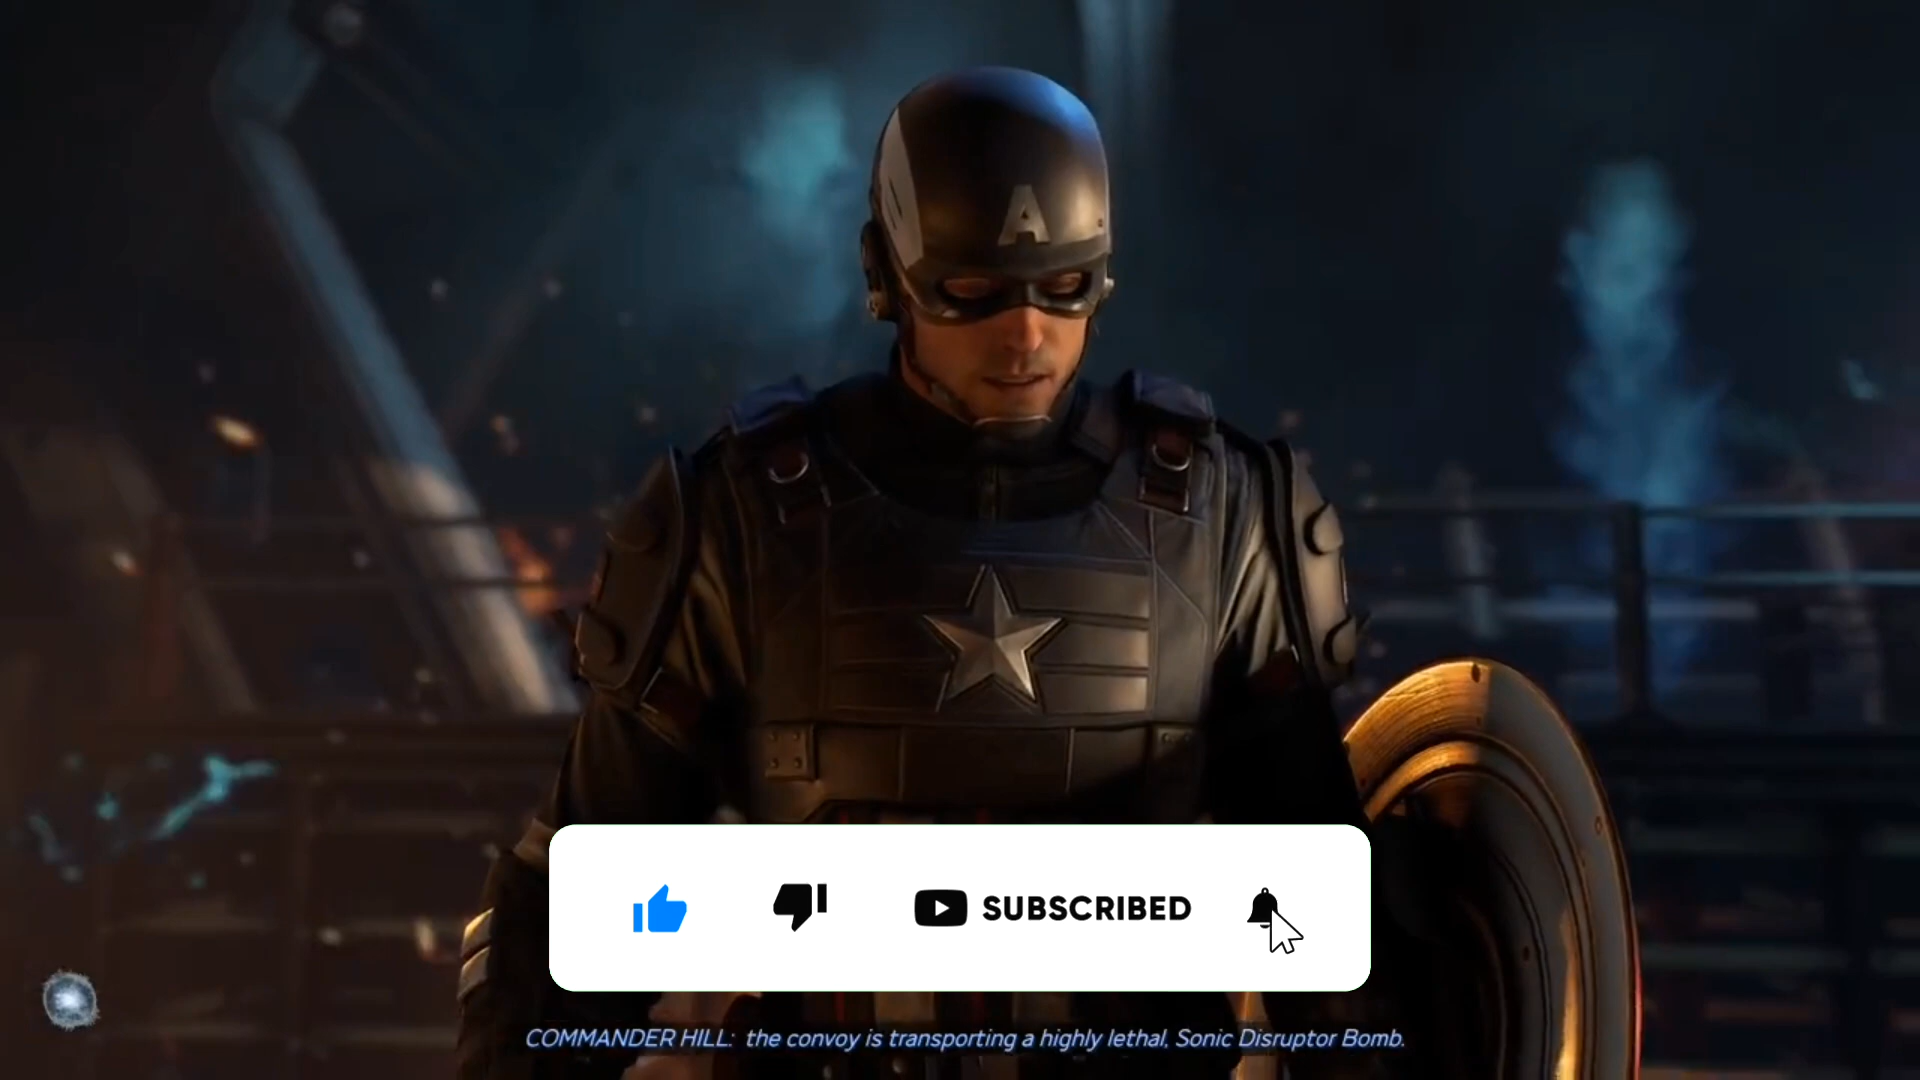 A
SUBSCRIBED
COMMANDER HILL: the convoy is transporting a highly lethal, Sonic Disruptor Bomb.